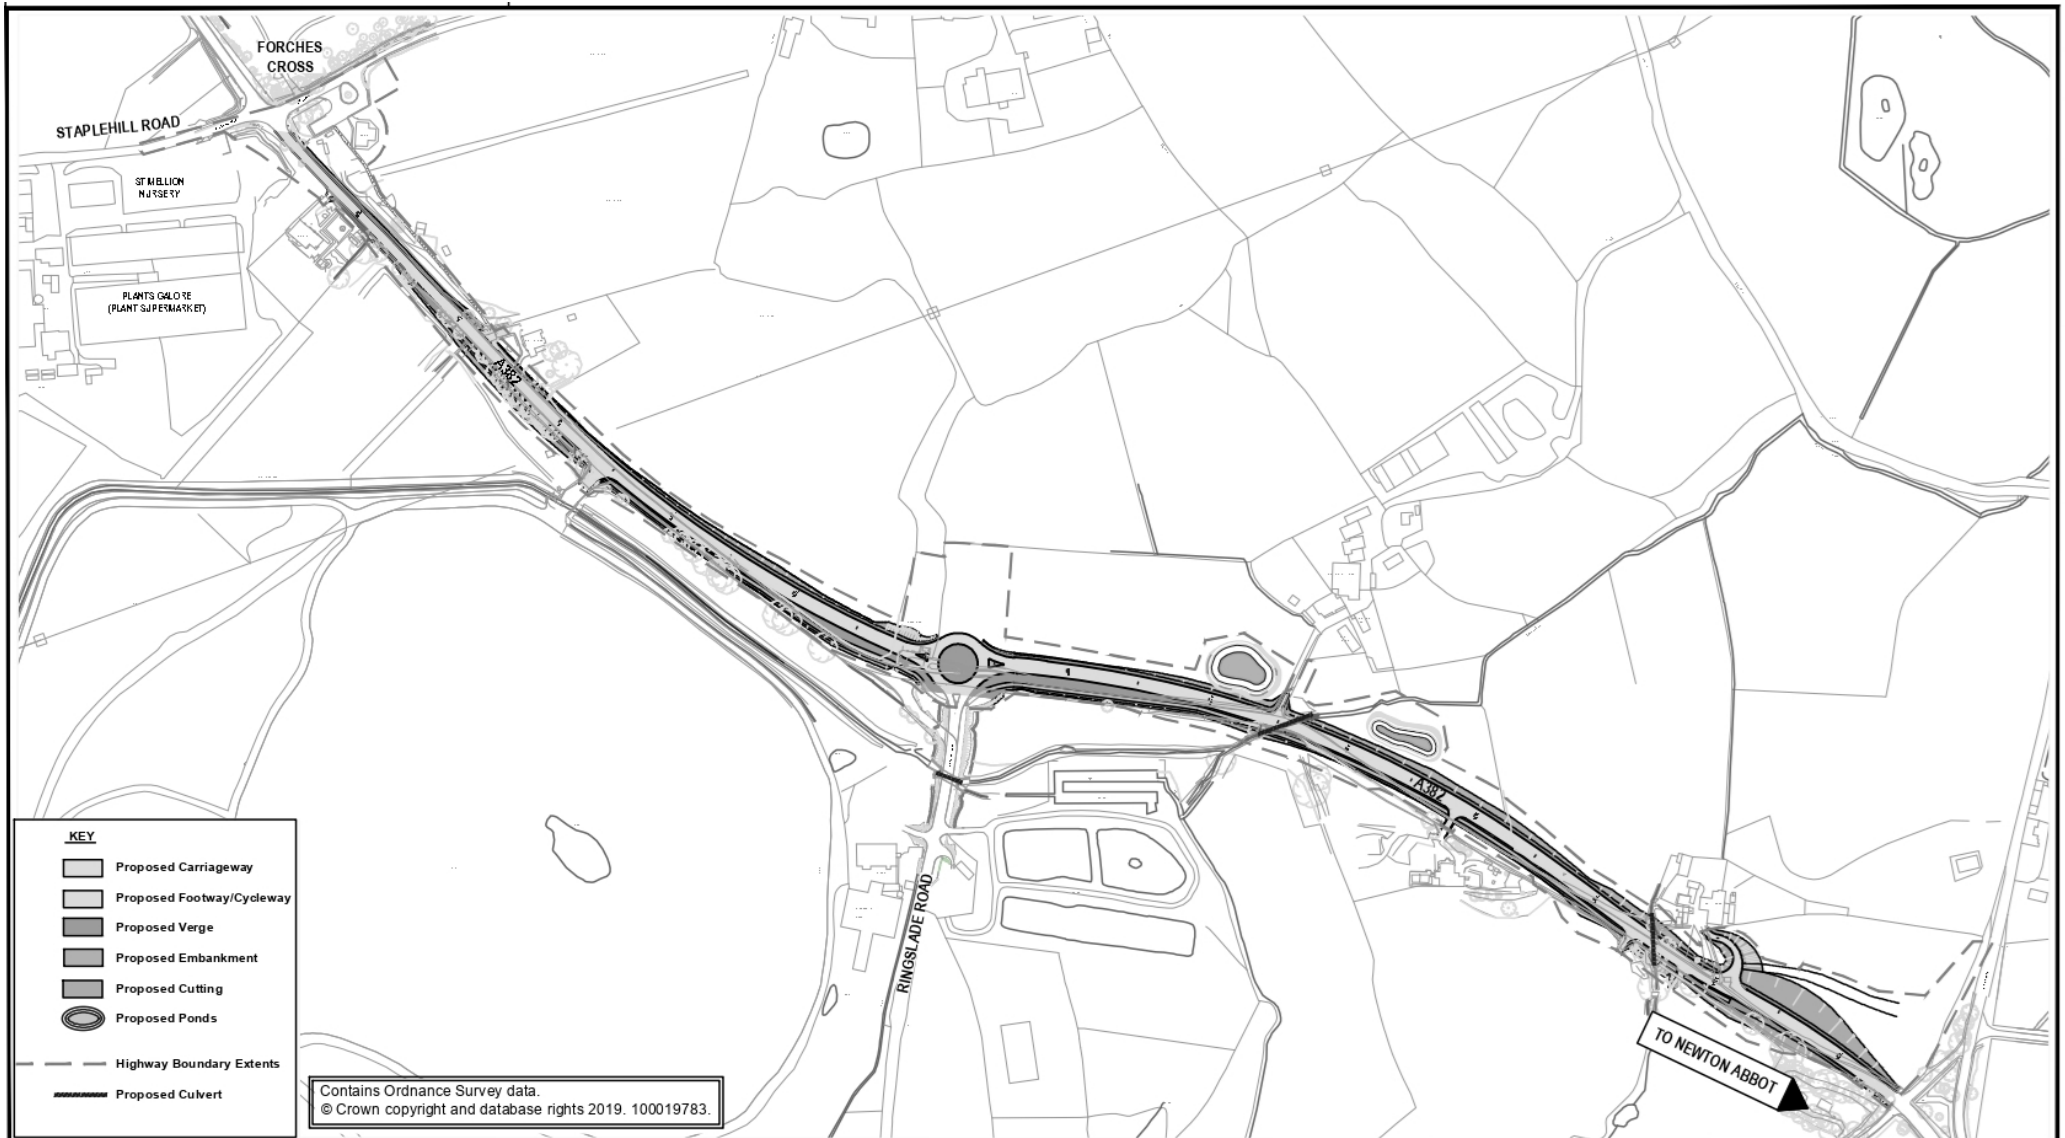 FORCHES
CROSS
STAPLEHILL ROAD
ST MELLION
NURSERY
PLANTS GALORE
(PLANT SUPERMARKET)
A382
A382
RINGSLADE ROAD
TO NEWTON ABBOT
KEY
Proposed Carriageway
Proposed Footway/Cycleway
Proposed Verge
Proposed Embankment
Proposed Cutting
Proposed Ponds
Highway Boundary Extents
Proposed Culvert
Contains Ordnance Survey data.
© Crown copyright and database rights 2019. 100019783.